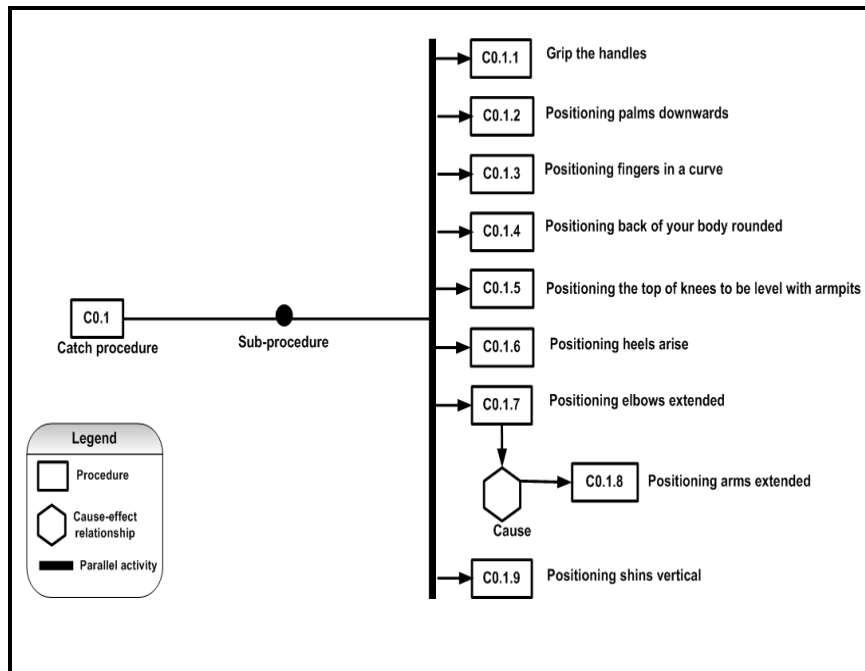 C0.1.1 Grip the handles
C0.1.2 Positioning palms downwards
C0.1.3 Positioning fingers in a curve
C0.1.4 Positioning back of your body rounded
C0.1.5 Positioning the top of knees to be level with armpits
C0.1
Catch procedure
Sub-procedure
C0.1.6 Positioning heels arise
C0.1.7 Positioning elbows extended
C0.1.8 Positioning arms extended
Cause
C0.1.9 Positioning shins vertical
Legend
Procedure
Cause-effect
relationship
Parallel activity